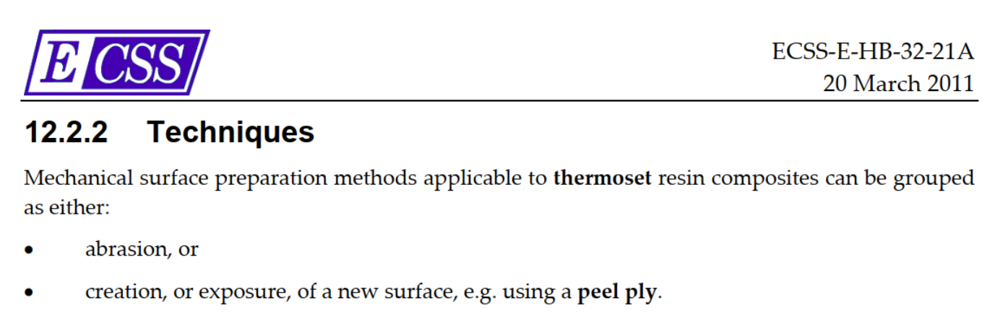 E CSS
ECSS-E-HB-32-21A
20 March 2011
12.2.2 Techniques
Mechanical surface preparation methods applicable to thermoset resin composites can be grouped
as either:
• abrasion, or
• creation, or exposure, of a new surface, e.g. using a peel ply.